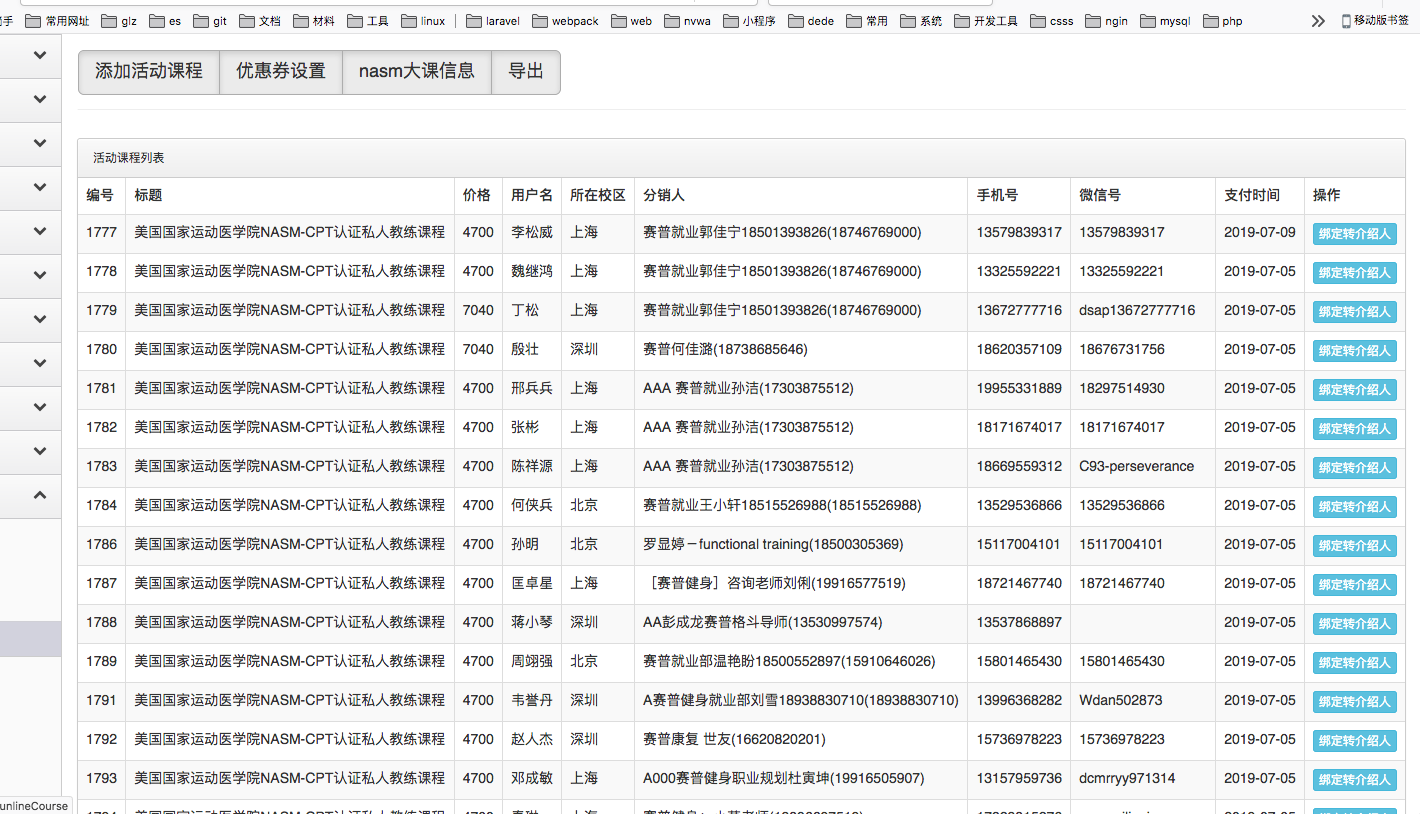 常用网址 glz es git 文档 材料 工具 linux laravel webpack web nvwa 小程序 dede 常用 系统 开发工具 csss ngin mysql php 移动版书签
添加活动课程 优惠券设置 nasm大课信息 导出
活动课程列表
编号 标题 价格 用户名 所在校区 分销人 手机号 微信号 支付时间 操作
1777 美国国家运动医学院NASM-CPT认证私人教练课程 4700 李松威 上海 赛普就业郭佳宁18501393826(18746769000) 13579839317 13579839317 2019-07-09 绑定转介绍人
1778 美国国家运动医学院NASM-CPT认证私人教练课程 4700 魏继鸿 上海 赛普就业郭佳宁18501393826(18746769000) 13325592221 13325592221 2019-07-05 绑定转介绍人
1779 美国国家运动医学院NASM-CPT认证私人教练课程 7040 丁松 上海 赛普就业郭佳宁18501393826(18746769000) 13672777716 dsap13672777716 2019-07-05 绑定转介绍人
1780 美国国家运动医学院NASM-CPT认证私人教练课程 7040 殷壮 深圳 赛普何佳潞(18738685646) 18620357109 18676731756 2019-07-05 绑定转介绍人
1781 美国国家运动医学院NASM-CPT认证私人教练课程 4700 邢兵兵 上海 AAA 赛普就业孙洁(17303875512) 19955331889 18297514930 2019-07-05 绑定转介绍人
1782 美国国家运动医学院NASM-CPT认证私人教练课程 4700 张彬 上海 AAA 赛普就业孙洁(17303875512) 18171674017 18171674017 2019-07-05 绑定转介绍人
1783 美国国家运动医学院NASM-CPT认证私人教练课程 4700 陈祥源 上海 AAA 赛普就业孙洁(17303875512) 18669559312 C93-perseverance 2019-07-05 绑定转介绍人
1784 美国国家运动医学院NASM-CPT认证私人教练课程 4700 何侠兵 北京 赛普就业王小轩18515526988(18515526988) 13529536866 13529536866 2019-07-05 绑定转介绍人
1786 美国国家运动医学院NASM-CPT认证私人教练课程 4700 孙明 北京 罗显婷－functional training(18500305369) 15117004101 15117004101 2019-07-05 绑定转介绍人
1787 美国国家运动医学院NASM-CPT认证私人教练课程 4700 匡卓星 上海 ［赛普健身］咨询老师刘俐(19916577519) 18721467740 18721467740 2019-07-05 绑定转介绍人
1788 美国国家运动医学院NASM-CPT认证私人教练课程 4700 蒋小琴 深圳 AA彭成龙赛普格斗导师(13530997574) 13537868897 2019-07-05 绑定转介绍人
1789 美国国家运动医学院NASM-CPT认证私人教练课程 4700 周翊强 北京 赛普就业部温艳盼18500552897(15910646026) 15801465430 15801465430 2019-07-05 绑定转介绍人
1791 美国国家运动医学院NASM-CPT认证私人教练课程 4700 韦誉丹 深圳 A赛普健身就业部刘雪18938830710(18938830710) 13996368282 Wdan502873 2019-07-05 绑定转介绍人
1792 美国国家运动医学院NASM-CPT认证私人教练课程 4700 赵人杰 深圳 赛普康复 世友(16620820201) 15736978223 15736978223 2019-07-05 绑定转介绍人
1793 美国国家运动医学院NASM-CPT认证私人教练课程 4700 邓成敏 上海 A000赛普健身职业规划杜寅坤(19916505907) 13157959736 dcmrryy971314 2019-07-05 绑定转介绍人
unlineCourse